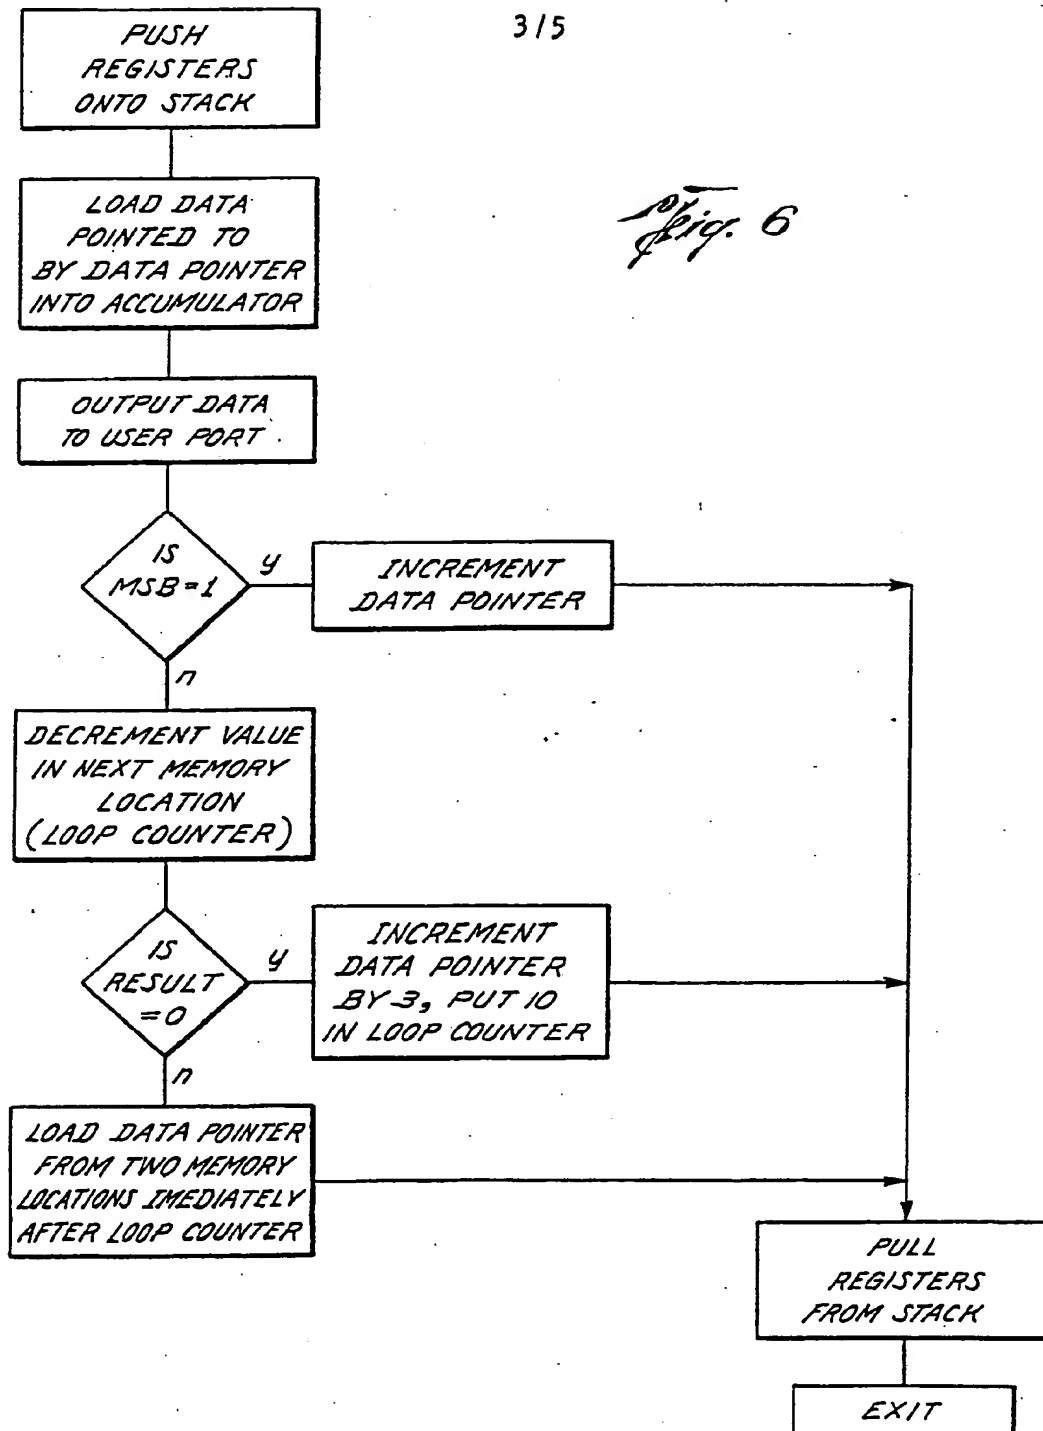 3/5
PUSH
REGISTERS
ONTO STACK
LOAD DATA
POINTED TO
BY DATA POINTER
INTO ACCUMULATOR
Fig. 6
OUTPUT DATA
TO USER PORT
IS
MSB=1
y
INCREMENT
DATA POINTER
n
DECREMENT VALUE
IN NEXT MEMORY
LOCATION
(LOOP COUNTER)
IS
RESULT
=0
y
INCREMENT
DATA POINTER
BY 3, PUT 10
IN LOOP COUNTER
n
LOAD DATA POINTER
FROM TWO MEMORY
LOCATIONS IMEDIATELY
AFTER LOOP COUNTER
PULL
REGISTERS
FROM STACK
EXIT